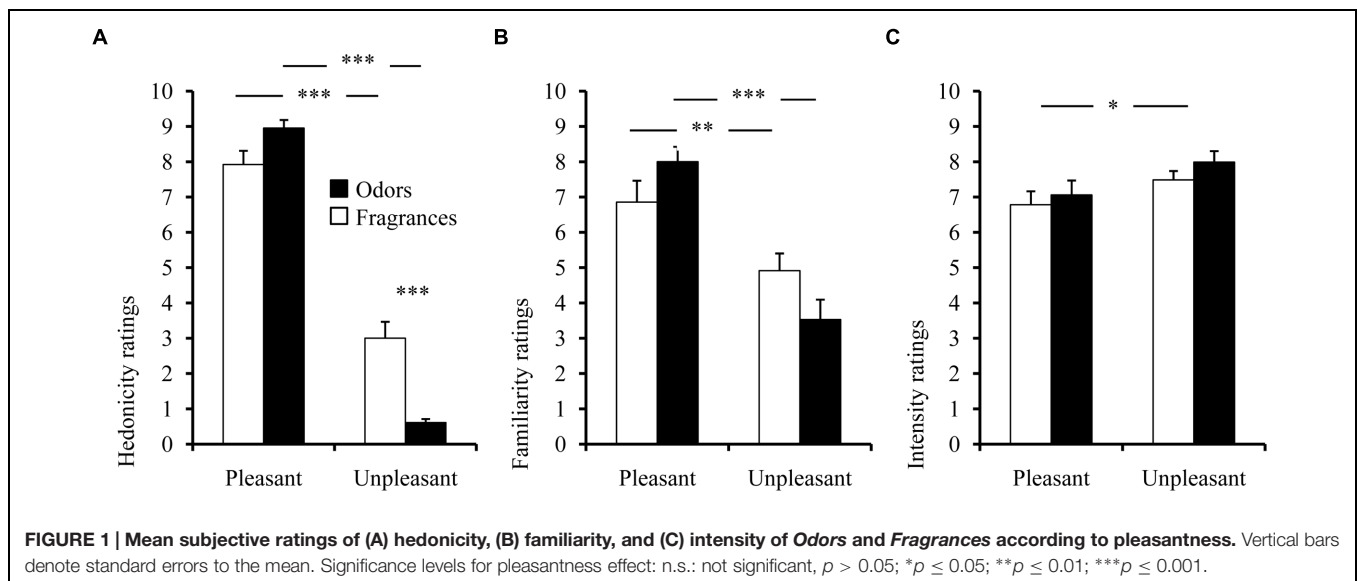 A
B
C
***
***
10
9
8
7
6
5
4
3
2
1
0
Hedonicity ratings
Odors
Fragrances
***
Pleasant
Unpleasant
***
**
10
9
8
7
6
5
4
3
2
1
0
Familiarity ratings
Pleasant
Unpleasant
*
10
9
8
7
6
5
4
3
2
1
0
Intensity ratings
Pleasant
Unpleasant
FIGURE 1 | Mean subjective ratings of (A) hedonicity, (B) familiarity, and (C) intensity of Odors and Fragrances according to pleasantness. Vertical bars
denote standard errors to the mean. Significance levels for pleasantness effect: n.s.: not significant, p > 0.05; *p ≤ 0.05; **p ≤ 0.01; ***p ≤ 0.001.